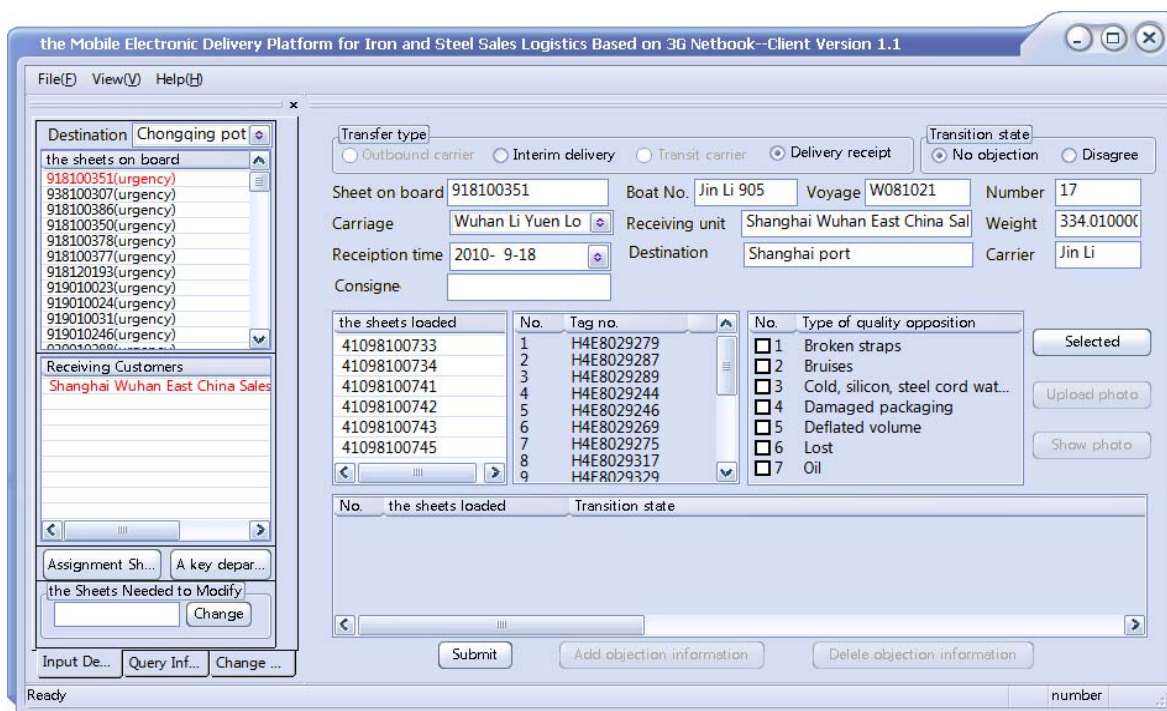 the Mobile Electronic Delivery Platform for Iron and Steel Sales Logistics Based on 3G Netbook--Client Version 1.1
File(F) View(V) Help(H)
Destination Chongqing pot
the sheets on board
918100351(urgency)
938100307(urgency)
918100386(urgency)
918100350(urgency)
918100378(urgency)
918100377(urgency)
918120193(urgency)
919010023(urgency)
919010024(urgency)
919010031(urgency)
919010246(urgency)
Receiving Customers
Shanghai Wuhan East China Sales
Assignment Sh... A key depar...
the Sheets Needed to Modify
Change
Input De... Query Inf... Change ...
Transfer type
Outbound carrier Interim delivery Transit carrier Delivery receipt
Transition state
No objection Disagree
Sheet on board 918100351 Boat No. Jin Li 905 Voyage W081021 Number 17
Carriage Wuhan Li Yuen Lo Receiving unit Shanghai Wuhan East China Sal Weight 334.010000
Receiption time 2010- 9-18 Destination Shanghai port Carrier Jin Li
Consigne
the sheets loaded
41098100733
41098100734
41098100741
41098100742
41098100743
41098100745
No. Tag no.
1 H4E8029279
2 H4E8029287
3 H4E8029289
4 H4E8029244
5 H4E8029246
6 H4E8029269
7 H4E8029275
8 H4E8029317
9 H4E8029329
No. Type of quality opposition
1 Broken straps
2 Bruises
3 Cold, silicon, steel cord wat...
4 Damaged packaging
5 Deflated volume
6 Lost
7 Oil
Selected
Upload photo
Show photo
No. the sheets loaded Transition state
Submit Add objection information Delele objection information
Ready number